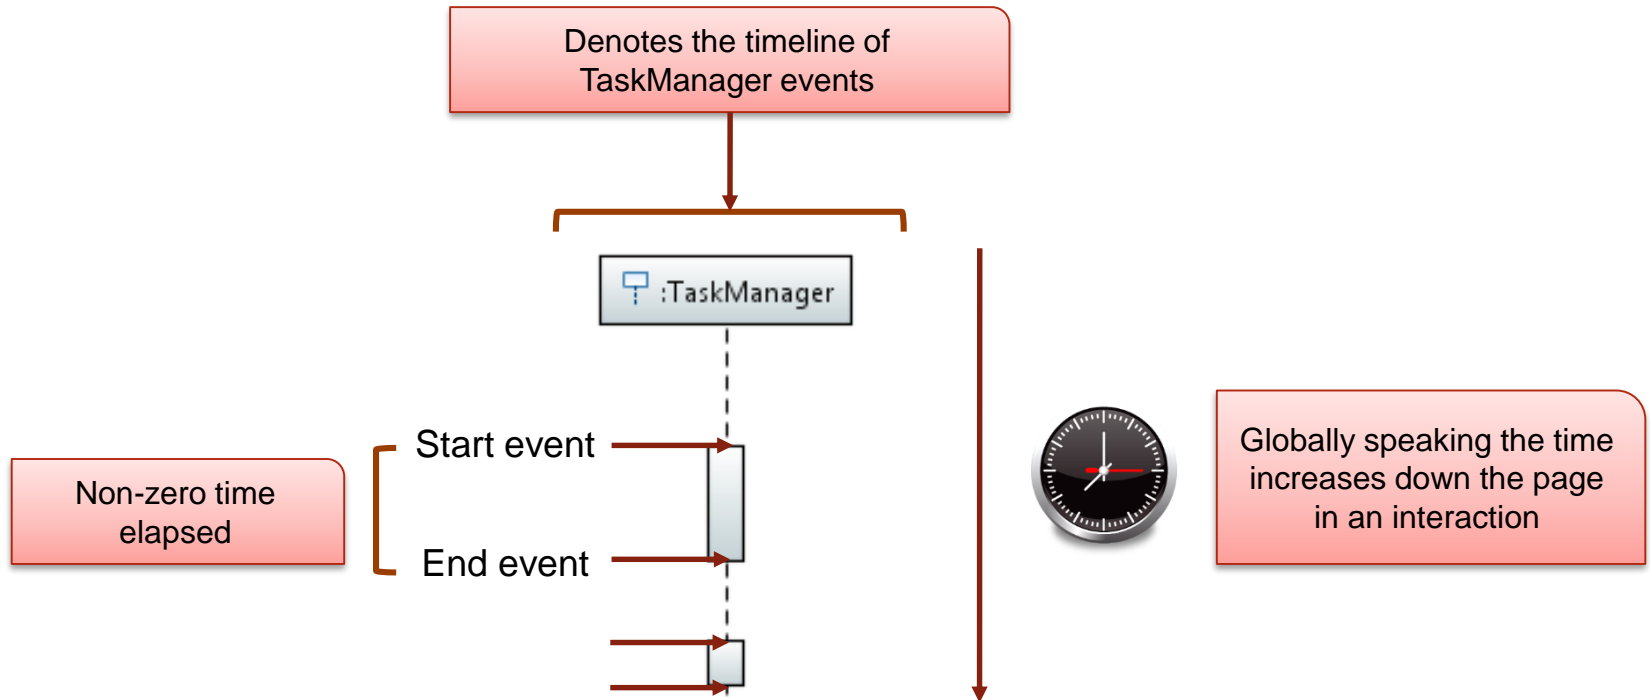 Denotes the timeline of
TaskManager events
:TaskManager
Start event
Non-zero time
elapsed
End event
Globally speaking the time
increases down the page
in an interaction